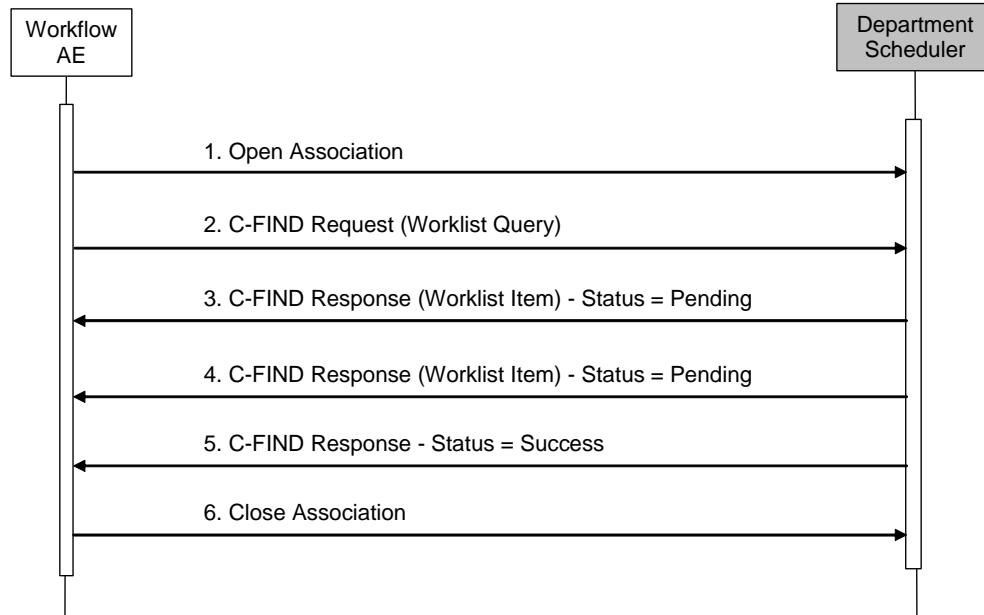 Workflow
AE
Department
Scheduler
1. Open Association
2. C-FIND Request (Worklist Query)
3. C-FIND Response (Worklist Item) - Status = Pending
4. C-FIND Response (Worklist Item) - Status = Pending
5. C-FIND Response - Status = Success
6. Close Association